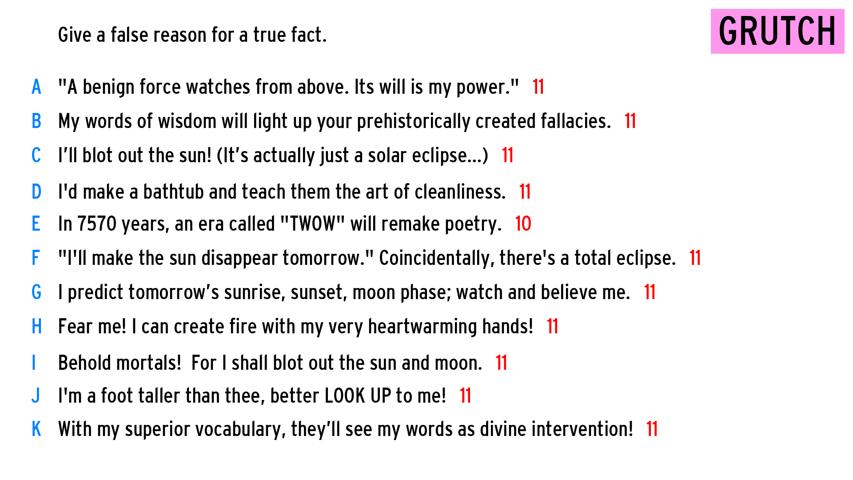 Give a false reason for a true fact.
GRUTCH
A "A benign force watches from above. Its will is my power." 11
B My words of wisdom will light up your prehistorically created fallacies. 11
C I'll blot out the sun! (It's actually just a solar eclipse...) 11
D I'd make a bathtub and teach them the art of cleanliness. 11
E In 7570 years, an era called "TWOW" will remake poetry. 10
F "I'll make the sun disappear tomorrow." Coincidentally, there's a total eclipse. 11
G I predict tomorrow's sunrise, sunset, moon phase; watch and believe me. 11
H Fear me! I can create fire with my very heartwarming hands! 11
I Behold mortals!  For I shall blot out the sun and moon. 11
J I'm a foot taller than thee, better LOOK UP to me! 11
K With my superior vocabulary, they'll see my words as divine intervention! 11